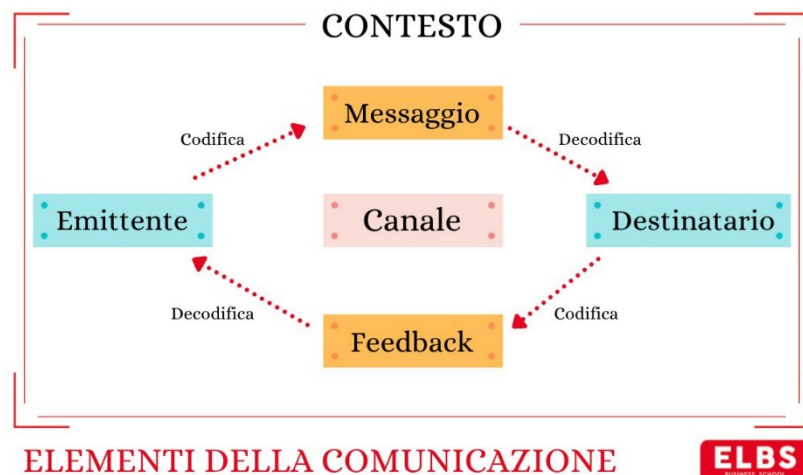 CONTESTO
Messaggio
Codifica
Decodifica
Emittente
Canale
Destinatario
Decodifica
Codifica
Feedback
ELEMENTI DELLA COMUNICAZIONE
ELBS
BUSINESS SCHOOL